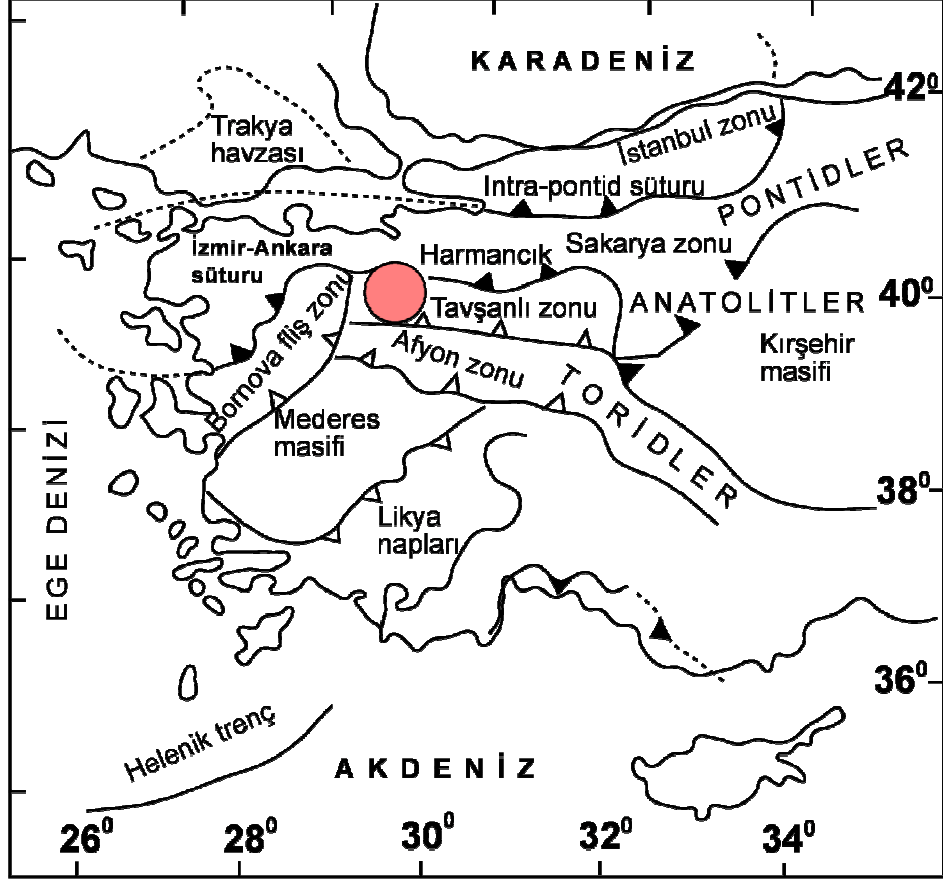 KARADENİZ
42⁰
Trakya
havzası
İstanbul zonu
PONTİDLER
Intra-pontid süturu
İzmir-Ankara
süturu
Harmancık
Sakarya zonu
Tavşanlı zonu
ANATOLİTLER
40⁰
Bornova fliş zonu
Afyon zonu
Kırşehir
masifi
TORİDLER
Mederes
masifi
EGE DENİZİ
38⁰
Likya
napları
36⁰
Helenik trenç
AKDENİZ
26⁰ 28⁰ 30⁰ 32⁰ 34⁰